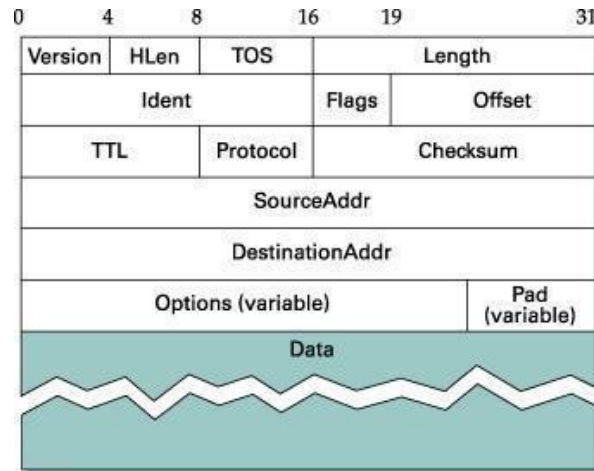 0 4 8 16 19 31
Version HLen TOS Length
Ident Flags Offset
TTL Protocol Checksum
SourceAddr
DestinationAddr
Options (variable) Pad
(variable)
Data